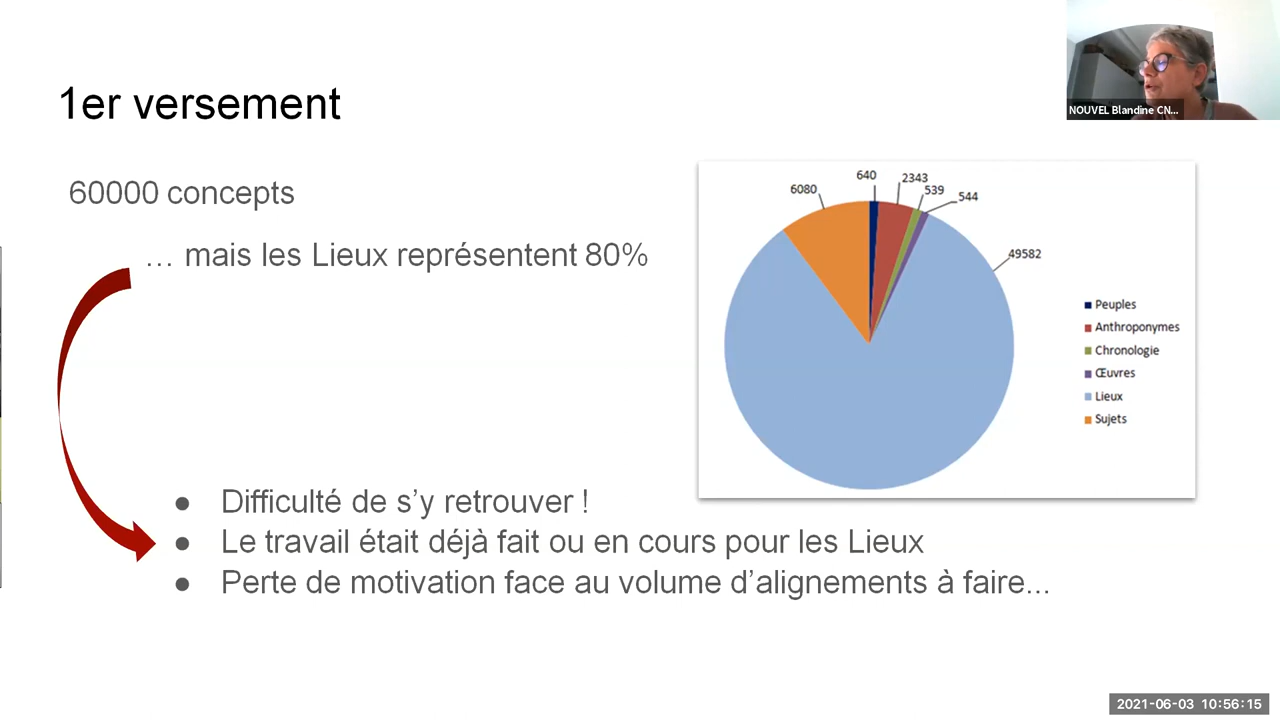 1er versement
NOUVEL Blandine CN...
60000 concepts
… mais les Lieux représentent 80%
6080
640
2343
539
544
49582
Peuples
Anthroponymes
Chronologie
Œuvres
Lieux
Sujets
● Difficulté de s’y retrouver !
● Le travail était déjà fait ou en cours pour les Lieux
● Perte de motivation face au volume d’alignements à faire...
2021-06-03 10:56:15